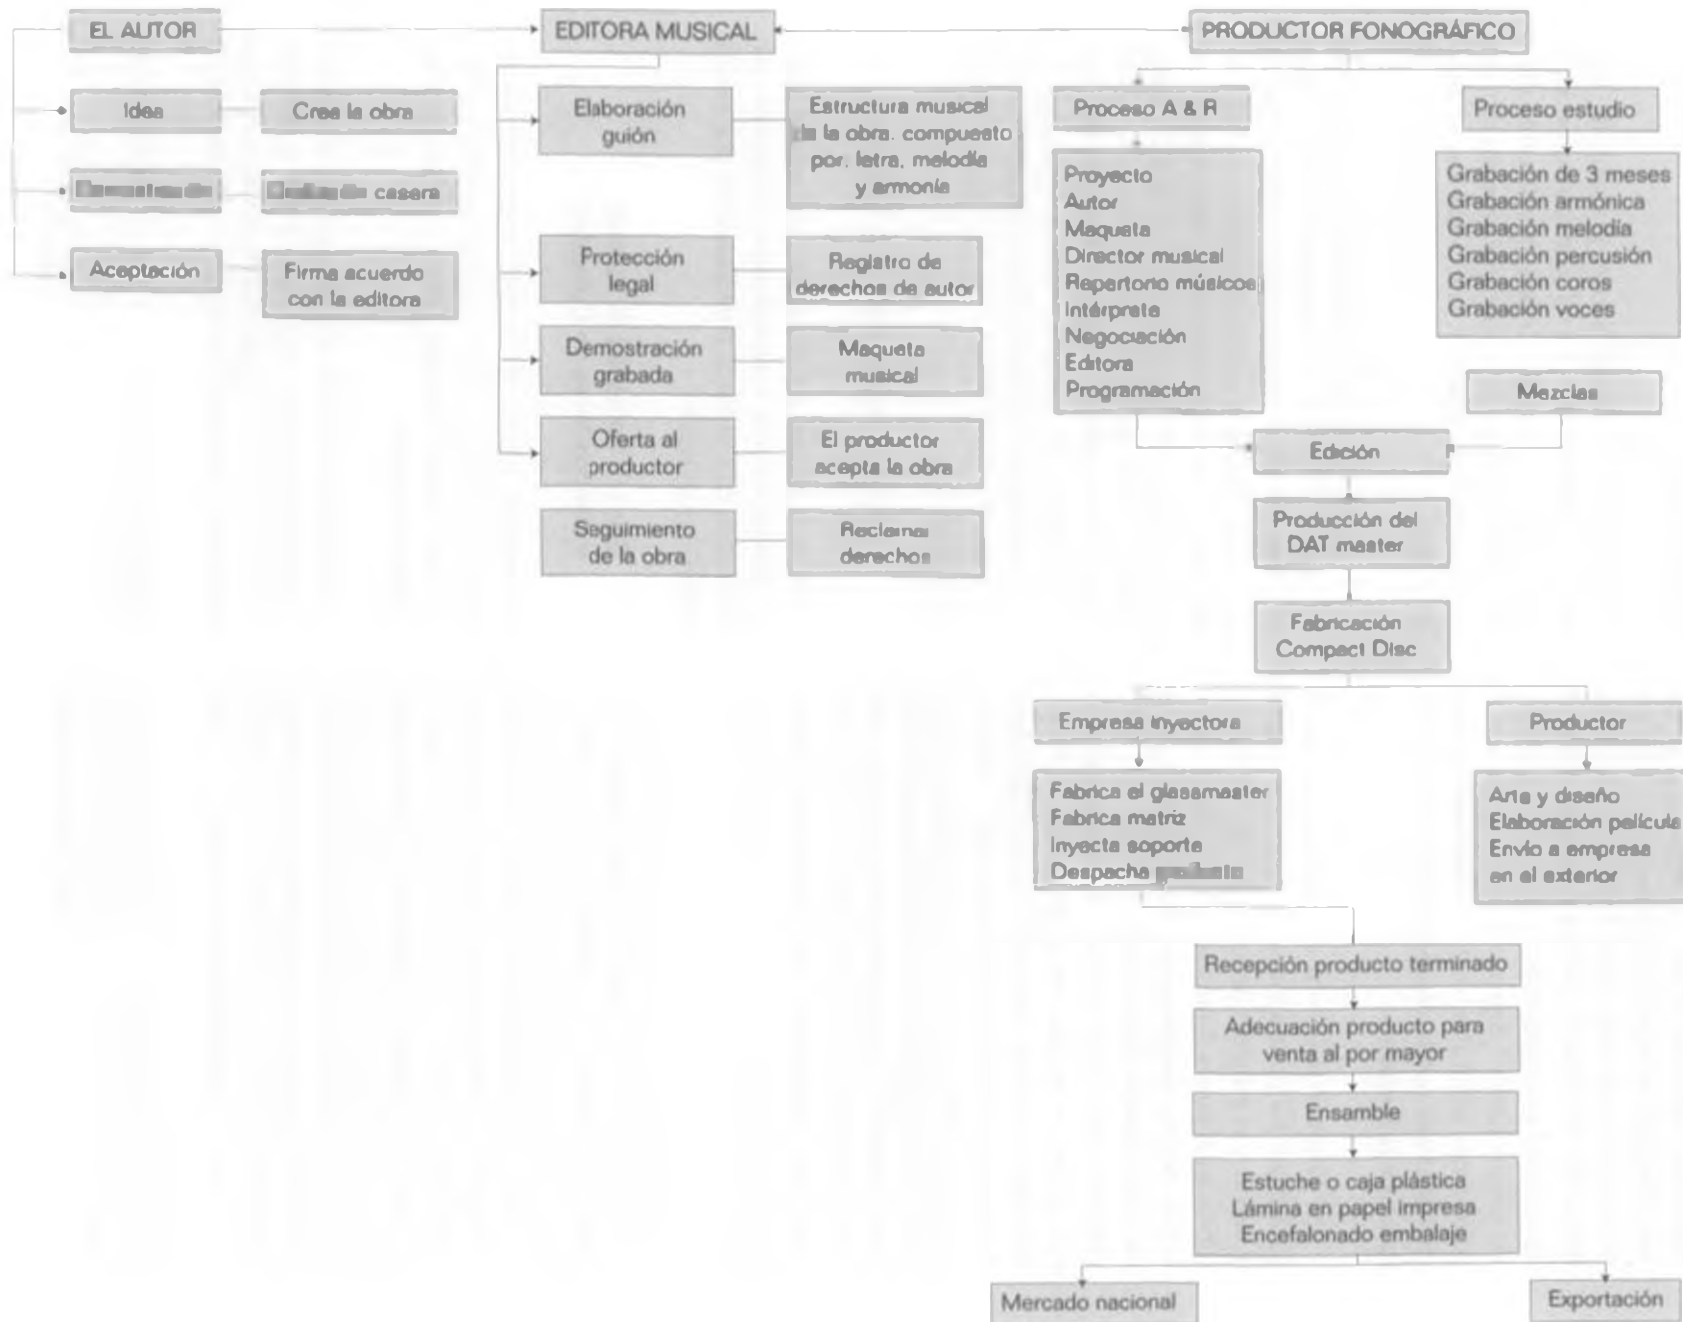 EL AUTOR
Idea
Crea la obra
casera
Aceptación
Firma acuerdo
con la editora
EDITORA MUSICAL
Elaboración
guión
Estructura musical
de la obra. compuesto
por. letra, melodía
y armonía
Protección
legal
Registro de
derechos de autor
Demostración
grabada
Maqueta
musical
Oferta al
productor
El productor
acepta la obra
Seguimiento
de la obra
Reclamar
derechos
PRODUCTOR FONOGRÁFICO
Proceso A & R
Proyecto
Autor
Maqueta
Director musical
Repertorio músicos
Intérprete
Negociación
Editora
Programación
Proceso estudio
Grabación de 3 meses
Grabación armónica
Grabación melodía
Grabación percusión
Grabación coros
Grabación voces
Mezclas
Edición
Producción del
DAT master
Fabricación
Compact Disc
Empresa inyectora
Fabrica el glassmaster
Fabrica matriz
Inyecta soporte
Despacha
Productor
Arte y diseño
Elaboración película
Envío a empresa
en el exterior
Recepción producto terminado
Adecuación producto para
venta al por mayor
Ensamble
Estuche o caja plástica
Lámina en papel impresa
Encefalonado embalaje
Mercado nacional
Exportación